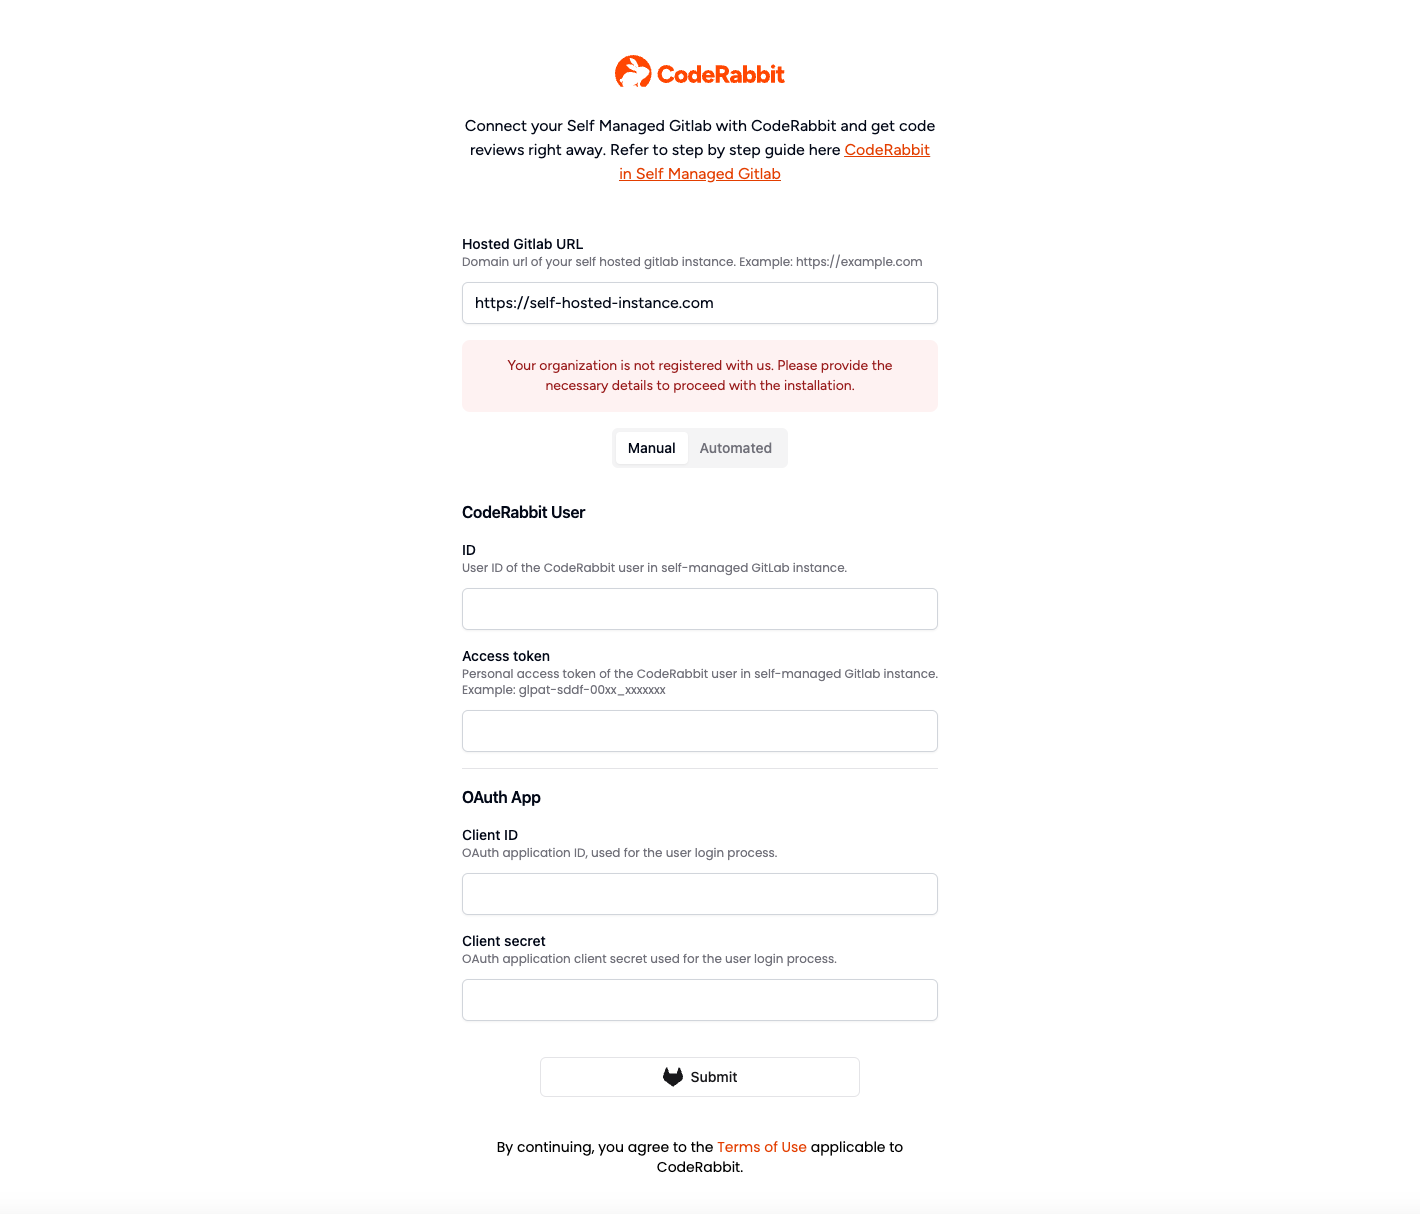 CodeRabbit
Connect your Self Managed Gitlab with CodeRabbit and get code
reviews right away. Refer to step by step guide here CodeRabbit
in Self Managed Gitlab
Hosted Gitlab URL
Domain url of your self hosted gitlab instance. Example: https://example.com
https://self-hosted-instance.com
Your organization is not registered with us. Please provide the
necessary details to proceed with the installation.
Manual Automated
CodeRabbit User
ID
User ID of the CodeRabbit user in self-managed GitLab instance.
Access token
Personal access token of the CodeRabbit user in self-managed Gitlab instance.
Example: glpat-sddf-00xx_xxxxxxx
OAuth App
Client ID
OAuth application ID, used for the user login process.
Client secret
OAuth application client secret used for the user login process.
Submit
By continuing, you agree to the Terms of Use applicable to
CodeRabbit.